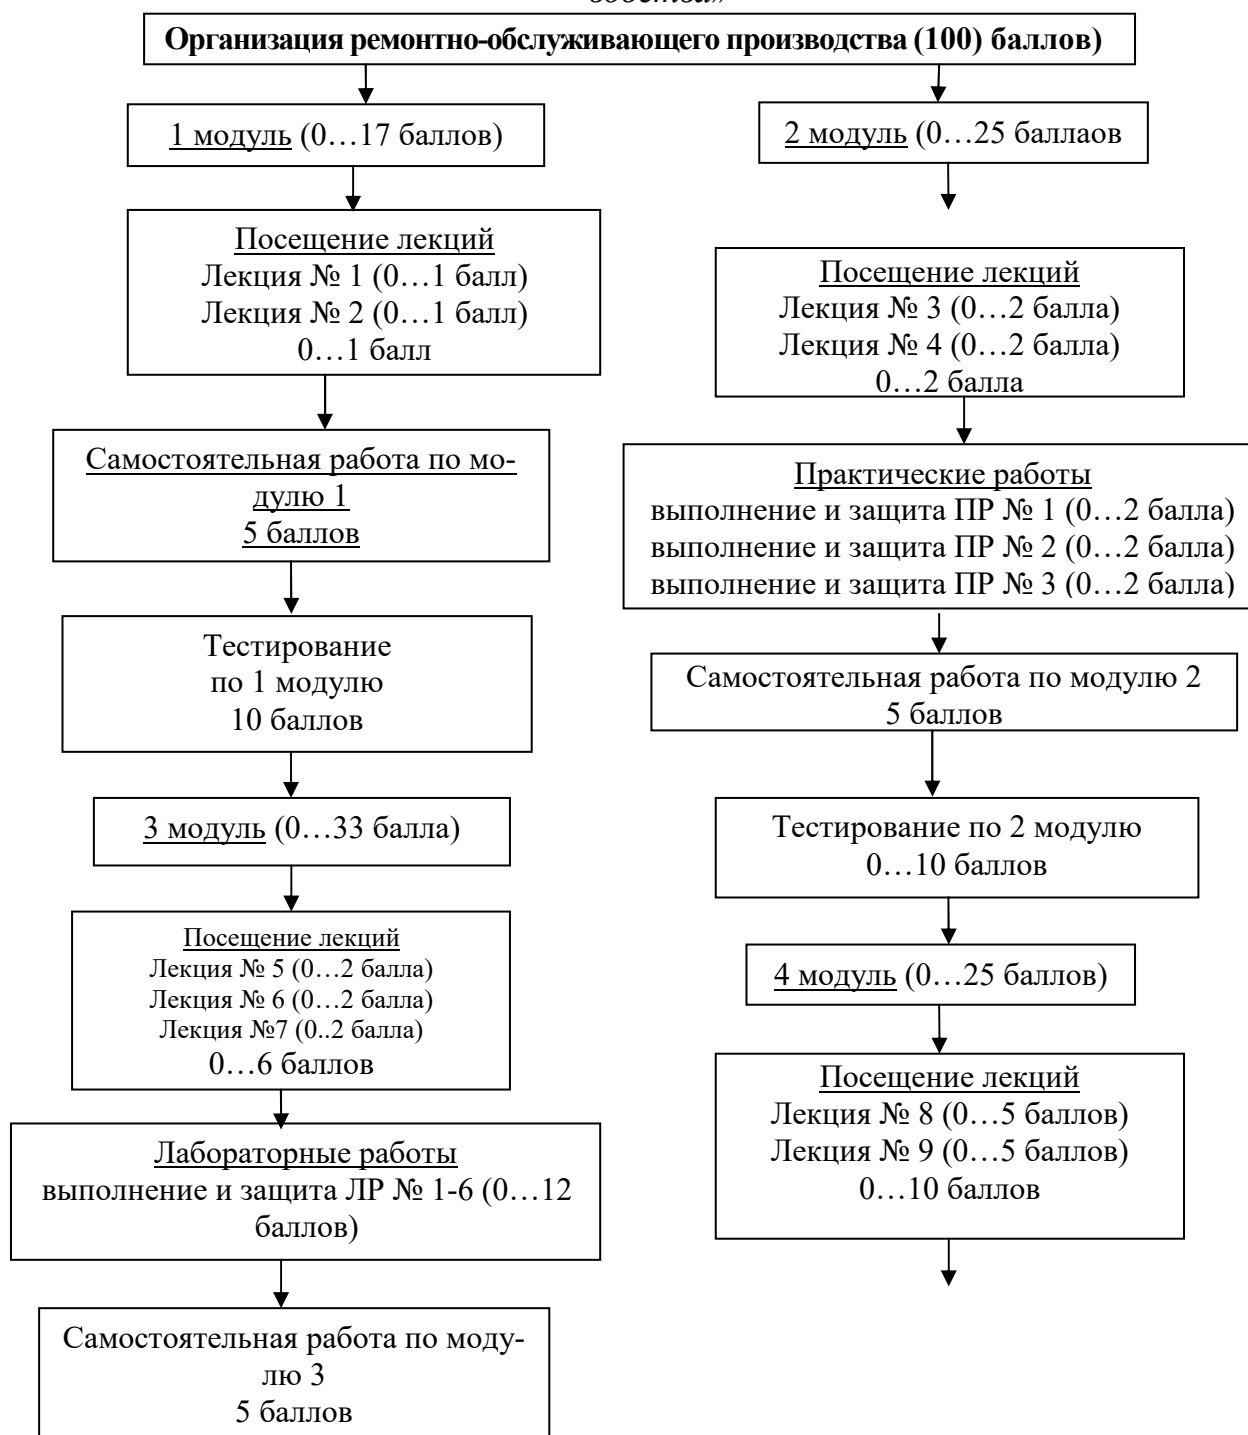 Организация ремонтно-обслуживающего производства (100) баллов)
1 модуль (0…17 баллов)
Посещение лекций
Лекция № 1 (0…1 балл)
Лекция № 2 (0…1 балл)
0…1 балл
Самостоятельная работа по мо-
дулю 1
5 баллов
Тестирование
по 1 модулю
10 баллов
3 модуль (0…33 балла)
Посещение лекций
Лекция № 5 (0…2 балла)
Лекция № 6 (0…2 балла)
Лекция №7 (0..2 балла)
0…6 баллов
Лабораторные работы
выполнение и защита ЛР № 1-6 (0…12
баллов)
Самостоятельная работа по моду-
лю 3
5 баллов
2 модуль (0…25 баллаов
Посещение лекций
Лекция № 3 (0…2 балла)
Лекция № 4 (0…2 балла)
0…2 балла
Практические работы
выполнение и защита ПР № 1 (0…2 балла)
выполнение и защита ПР № 2 (0…2 балла)
выполнение и защита ПР № 3 (0…2 балла)
Самостоятельная работа по модулю 2
5 баллов
Тестирование по 2 модулю
0…10 баллов
4 модуль (0…25 баллов)
Посещение лекций
Лекция № 8 (0…5 баллов)
Лекция № 9 (0…5 баллов)
0…10 баллов